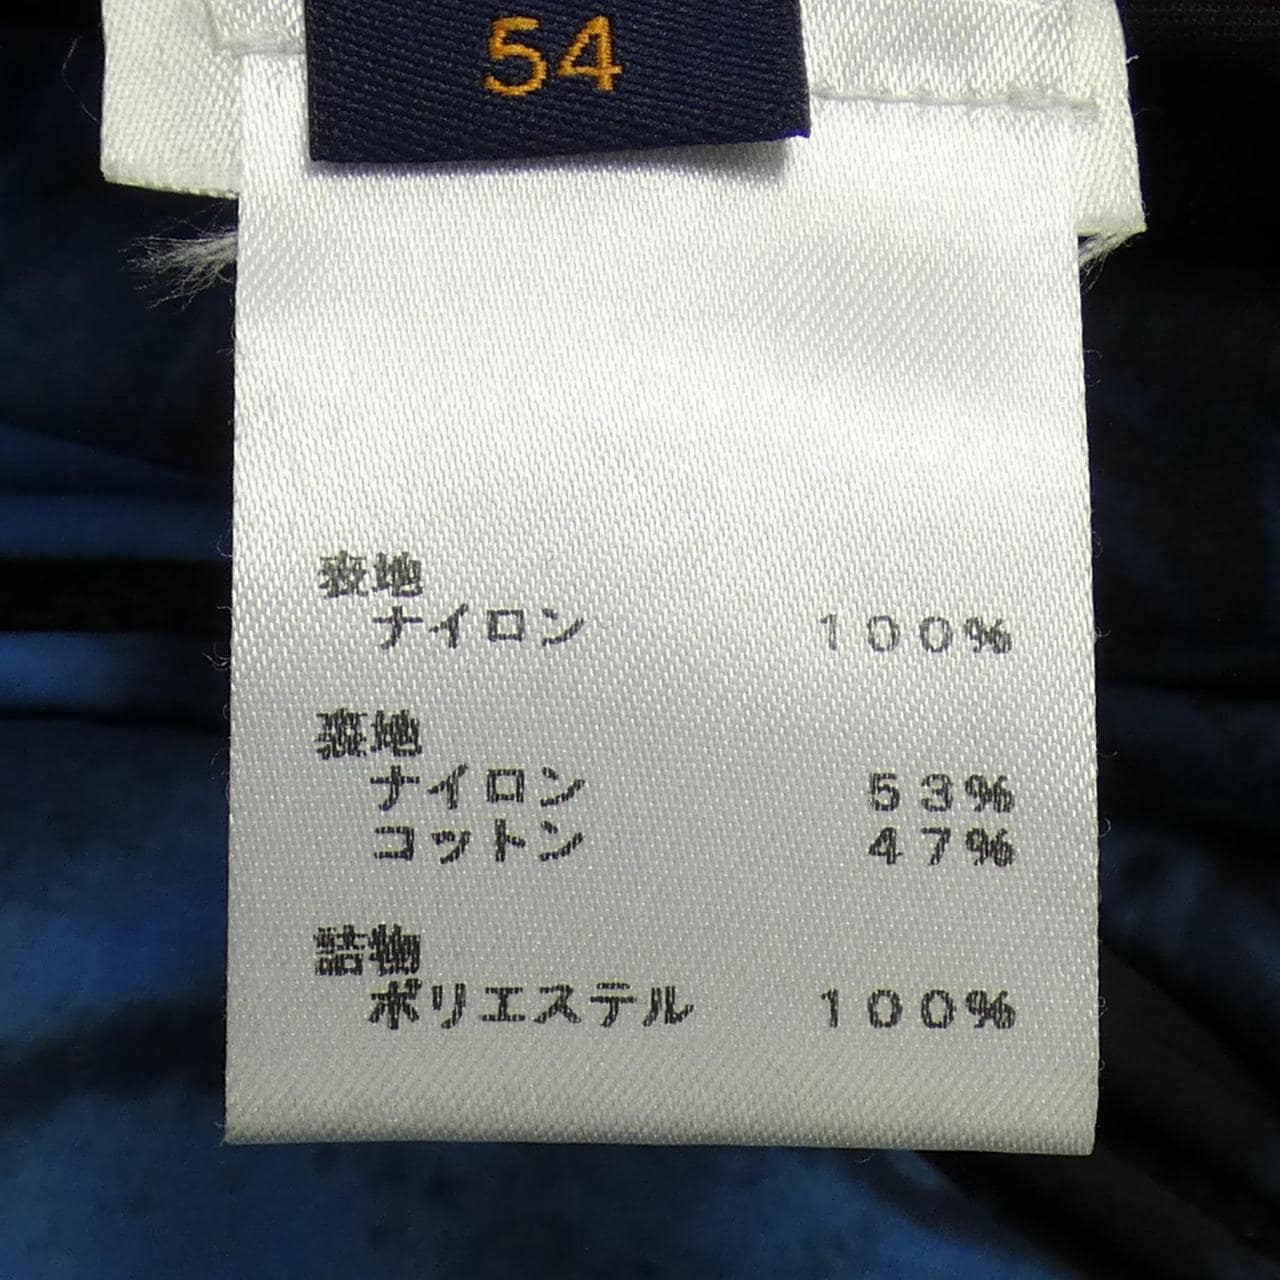 54
表地
ナイロン 100%
裏地
ナイロン 53%
コットン 47%
詰物
ポリエステル 100%